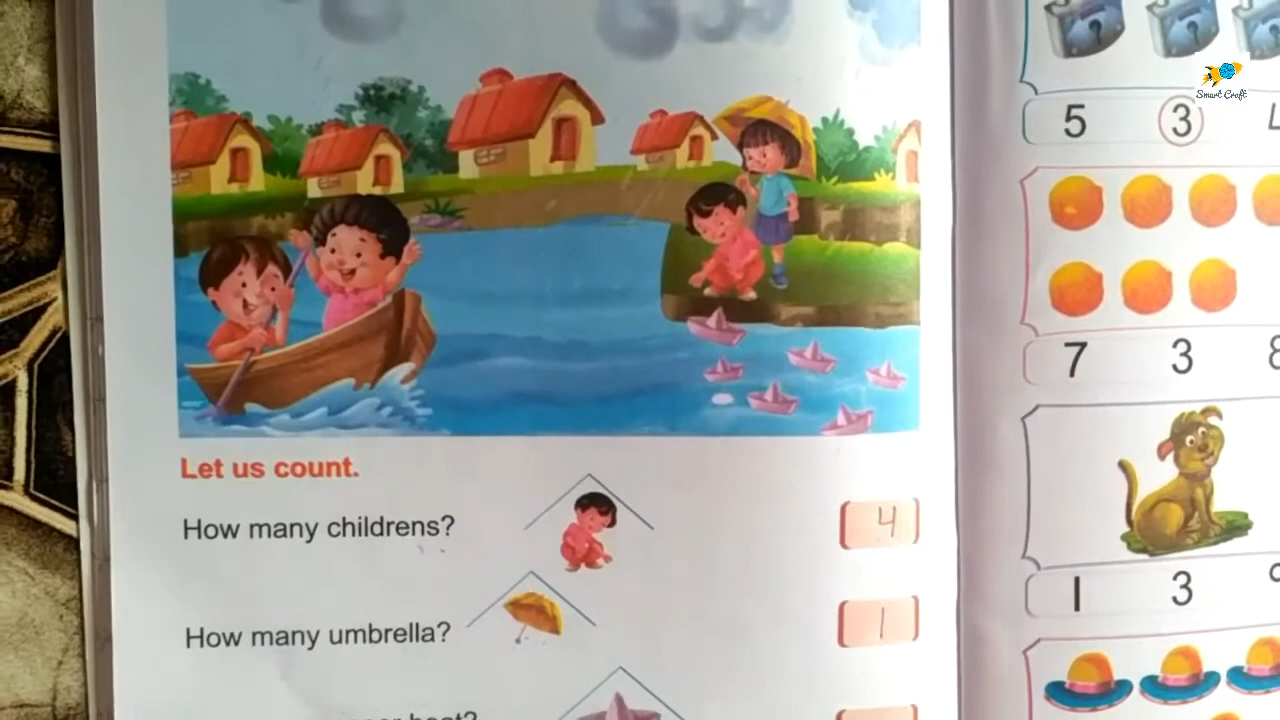 Smart Craft
5 3
7 3 8
1 3
Let us count.
How many childrens? 4
How many umbrella? 1